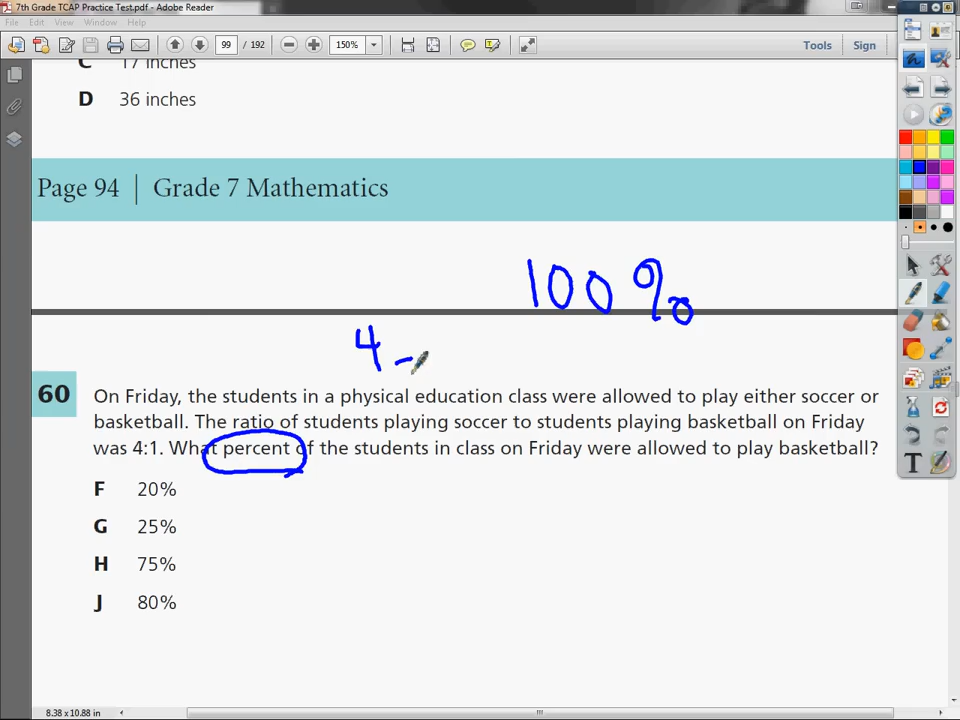 7th Grade TCAP Practice Test.pdf - Adobe Reader
File Edit View Window Help
99 / 192 150% Tools Sign
C 17 inches
D 36 inches
Page 94 | Grade 7 Mathematics
100%
4 -
60 On Friday, the students in a physical education class were allowed to play either soccer or
basketball. The ratio of students playing soccer to students playing basketball on Friday
was 4:1. What percent of the students in class on Friday were allowed to play basketball?
F 20%
G 25%
H 75%
J 80%
T
8.38 x 10.88 in